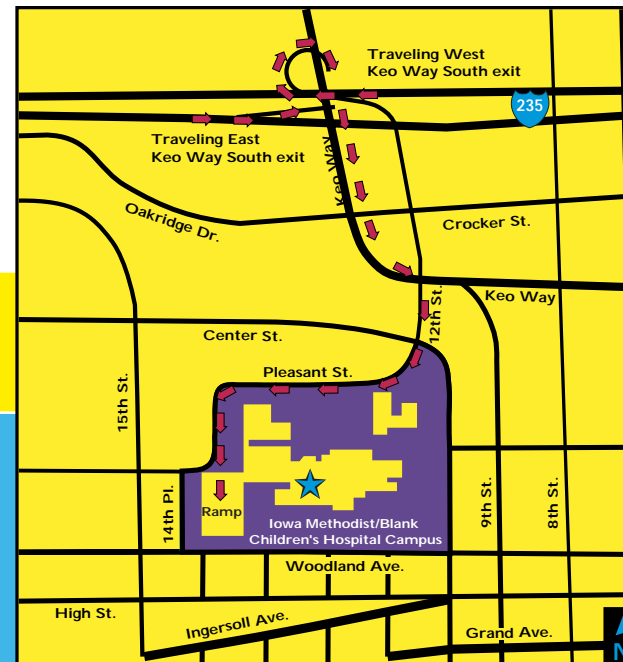 Traveling West
Keo Way South exit
235
Traveling East
Keo Way South exit
Keo Way
Oakridge Dr.
Crocker St.
Keo Way
12th St.
Center St.
Pleasant St.
15th St.
14th Pl.
Ramp
Iowa Methodist/Blank
Children's Hospital Campus
9th St.
8th St.
Woodland Ave.
High St.
Ingersoll Ave.
Grand Ave.
N